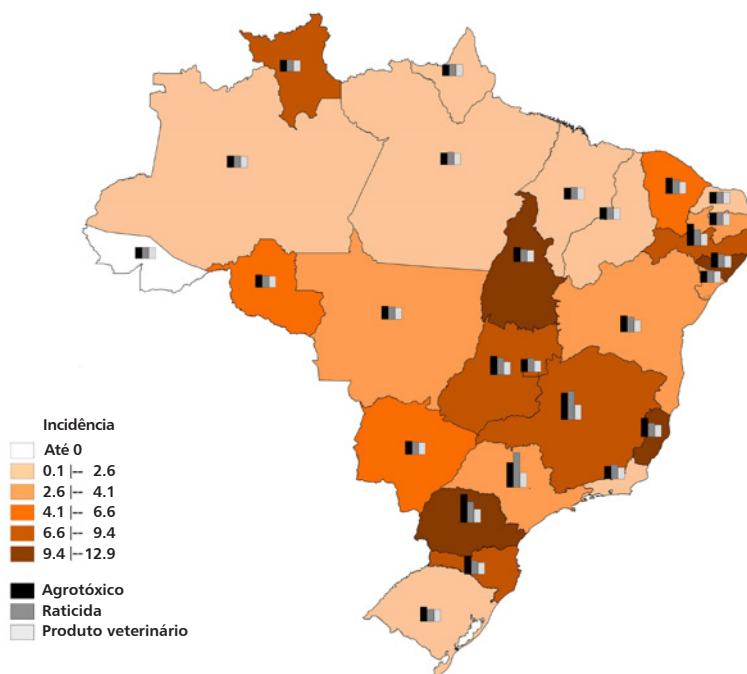 Incidência
Até 0
0.1 |-- 2.6
2.6 |-- 4.1
4.1 |-- 6.6
6.6 |-- 9.4
9.4 |-- 12.9
Agrotóxico
Raticida
Produto veterinário